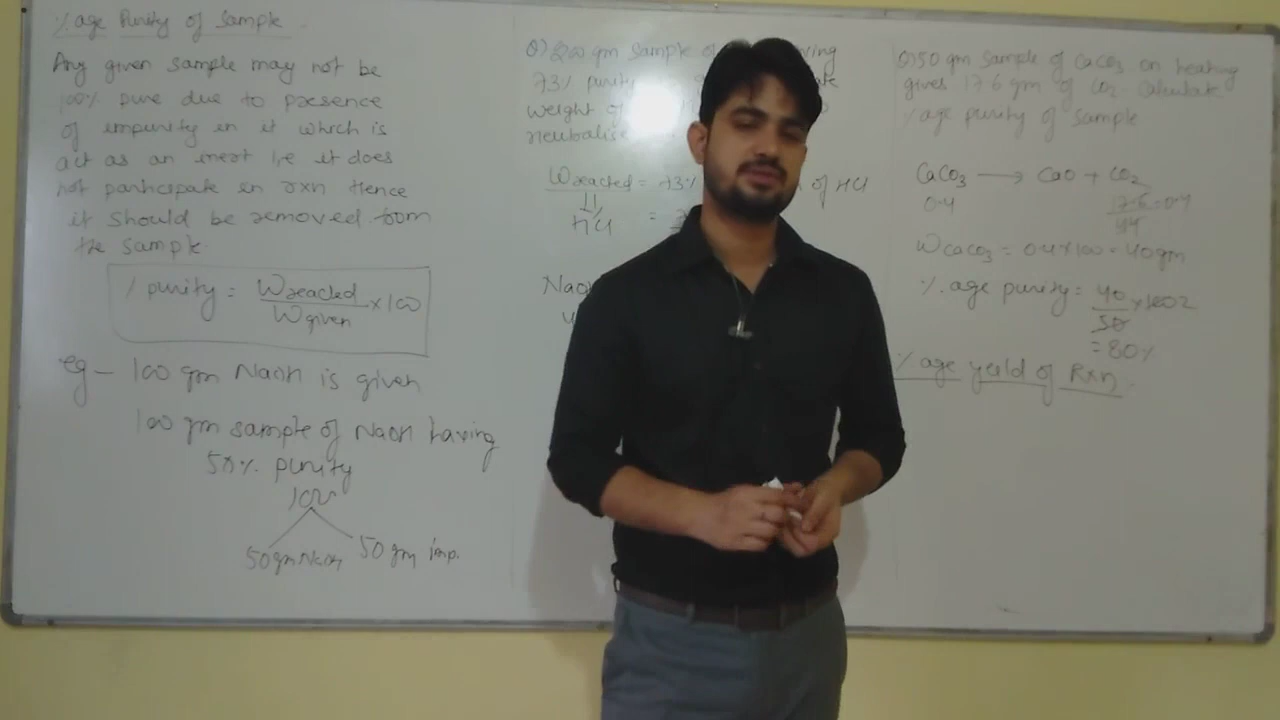 % age Purity of Sample
Any given sample may not be
100% pure due to presence
of impurity in it which is
act as an inert i,e it does
not participate in rxn Hence
it should be removed from
the sample
% purity = Wreacted / Wgiven × 100
eg - 100 gm NaOH is given
100 gm sample of NaOH having
50% purity
100
50gm NaOH 50 gm imp.
Q) 200 gm sample of ving
73% purity
weight of
neutralise
Wreacted = 73% of HCl
HCl =
NaOH
Q) 50 gm sample of CaCO3 on heating
gives 17.6 gm of CO2. Calculate
% age purity of sample
CaCO3 → CaO + CO2
0.4 17.6/44 = 0.4
WCaCO3 = 0.4×100 = 40gm
% age purity = 40/50 × 100 2
= 80%
% age yeild of Rxn.